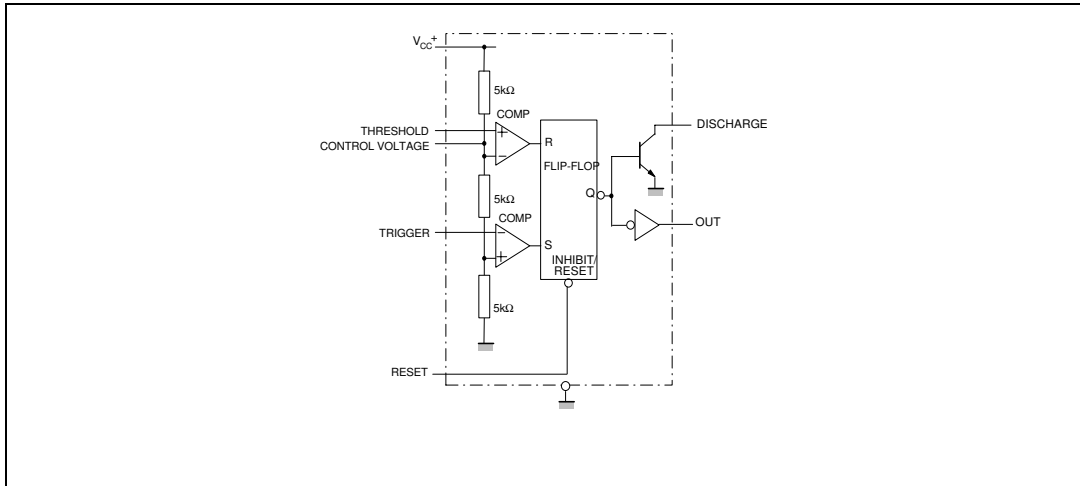 VCC+
5kΩ
COMP
THRESHOLD
+
CONTROL VOLTAGE
−
R
FLIP-FLOP
DISCHARGE
5kΩ
Q
COMP
TRIGGER
−
+
S
OUT
INHIBIT/
RESET
5kΩ
RESET